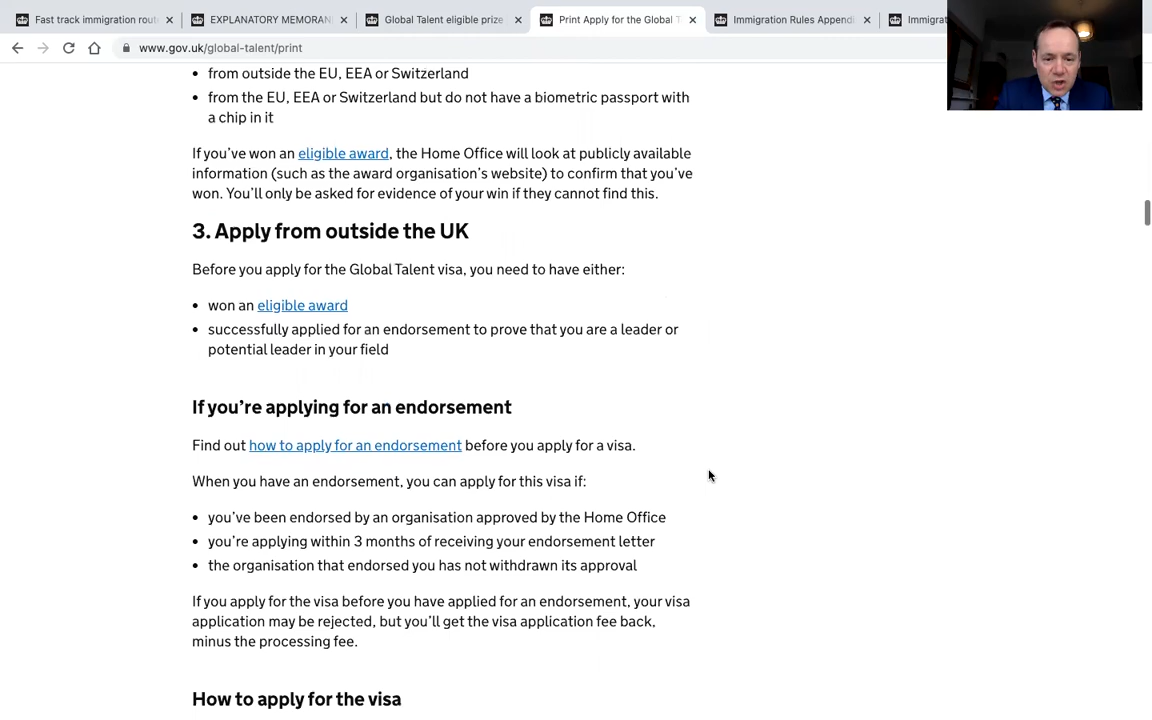 Fast track immigration rout
EXPLANATORY MEMORAN
Global Talent eligible prize
Print Apply for the Global T
Immigration Rules Appendi
Immigrat
www.gov.uk/global-talent/print
from outside the EU, EEA or Switzerland
from the EU, EEA or Switzerland but do not have a biometric passport with
a chip in it
If you’ve won an eligible award, the Home Office will look at publicly available
information (such as the award organisation’s website) to confirm that you’ve
won. You’ll only be asked for evidence of your win if they cannot find this.
3. Apply from outside the UK
Before you apply for the Global Talent visa, you need to have either:
won an eligible award
successfully applied for an endorsement to prove that you are a leader or
potential leader in your field
If you’re applying for an endorsement
Find out how to apply for an endorsement before you apply for a visa.
When you have an endorsement, you can apply for this visa if:
you’ve been endorsed by an organisation approved by the Home Office
you’re applying within 3 months of receiving your endorsement letter
the organisation that endorsed you has not withdrawn its approval
If you apply for the visa before you have applied for an endorsement, your visa
application may be rejected, but you’ll get the visa application fee back,
minus the processing fee.
How to apply for the visa